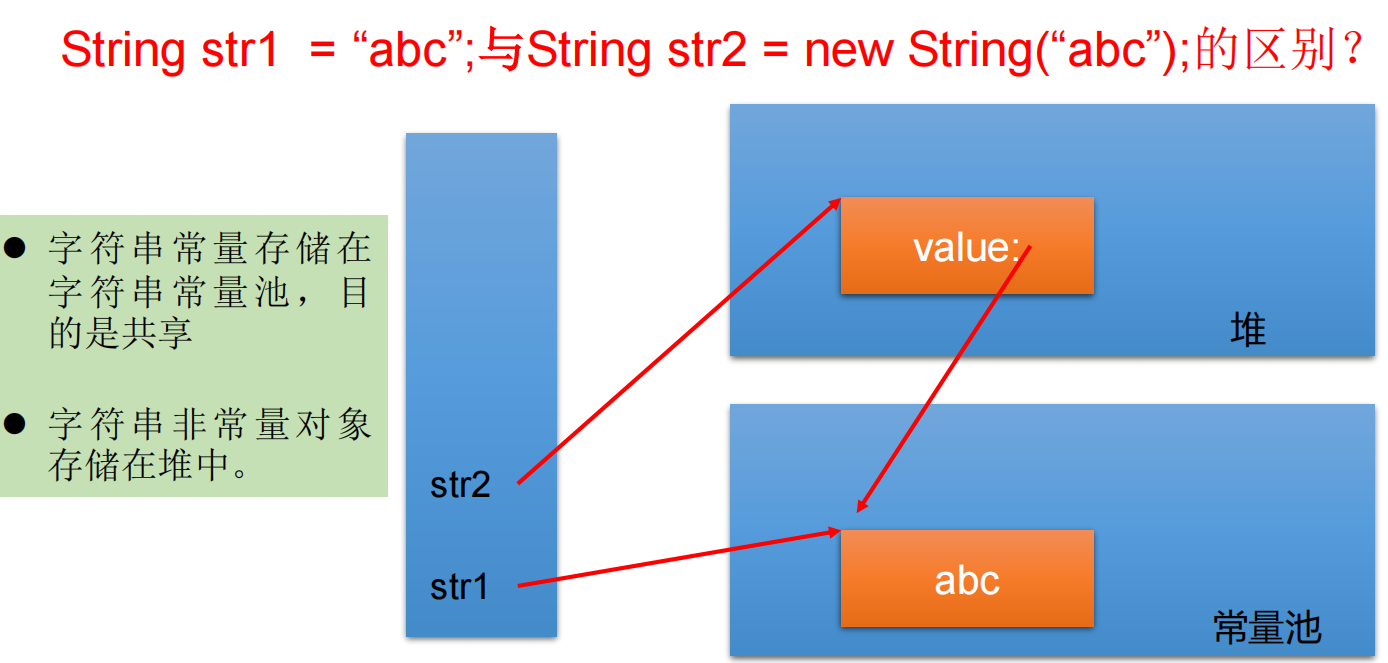 String str1  = “abc”;与String str2 = new String(“abc”);的区别？
● 字符串常量存储在
字符串常量池，目
的是共享
● 字符串非常量对象
存储在堆中。
str2
str1
value:
堆
abc
常量池